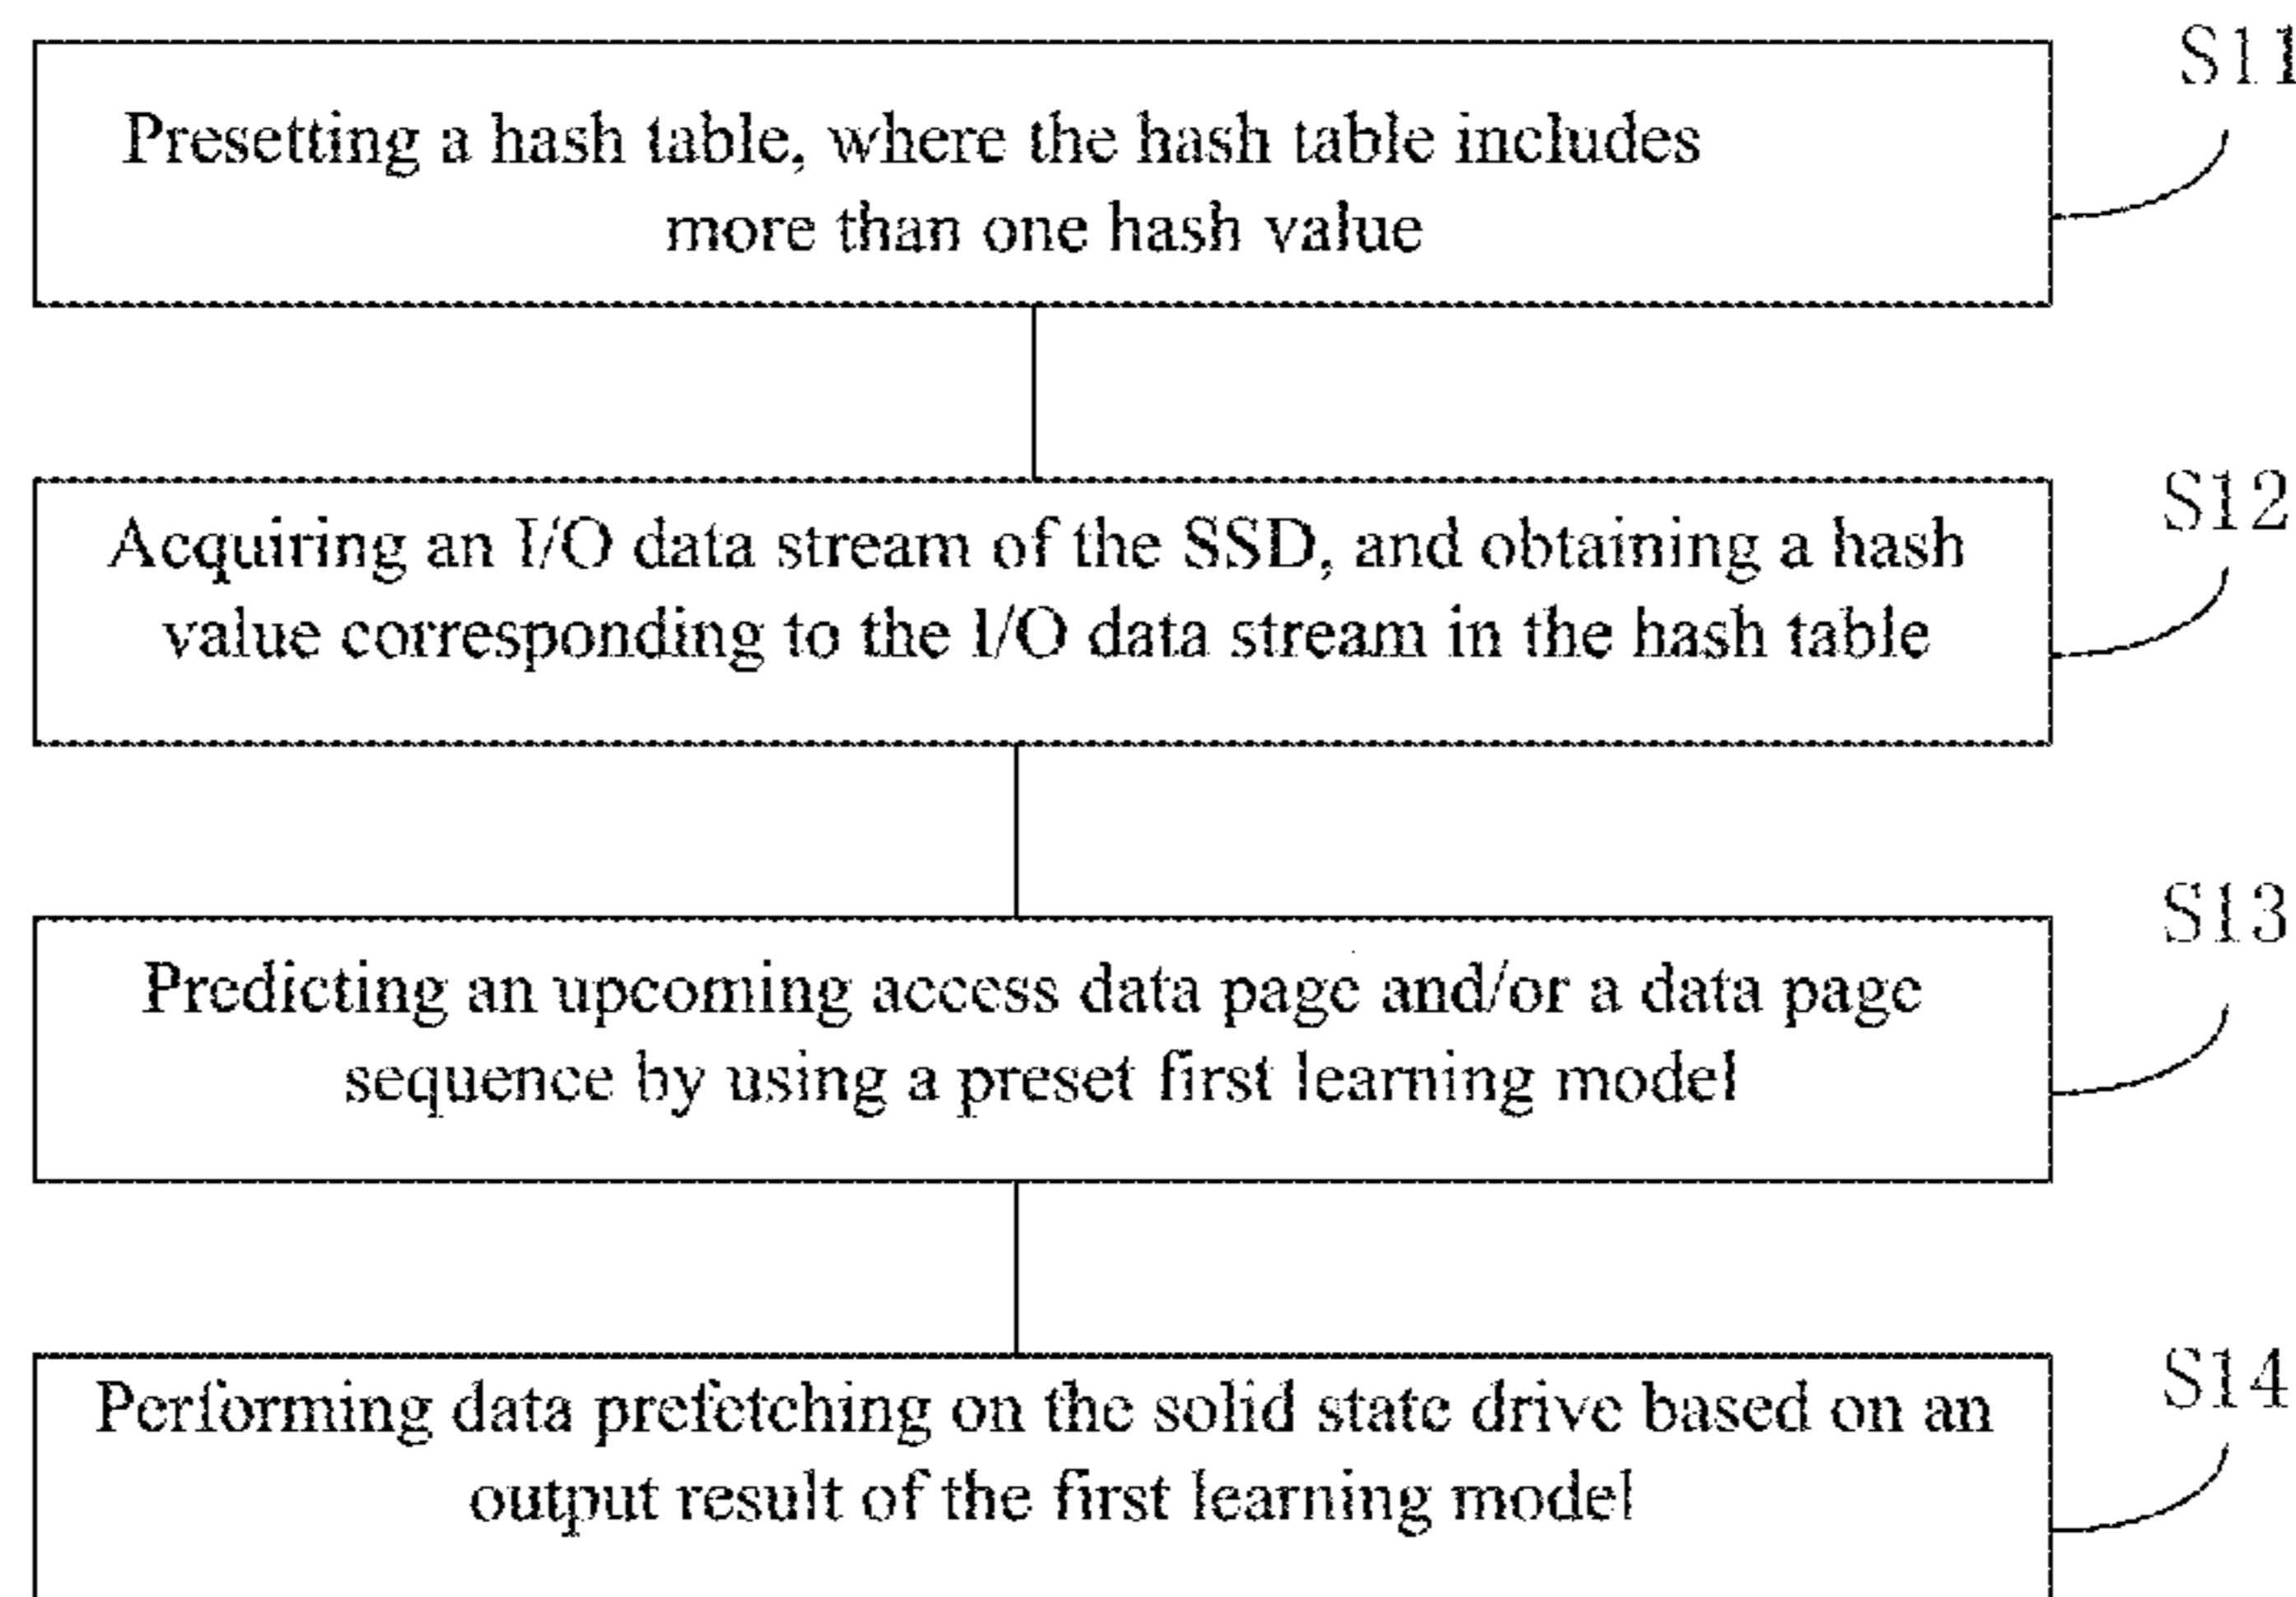 S11
Presetting a hash table, where the hash table includes
more than one hash value
S12
Acquiring an I/O data stream of the SSD, and obtaining a hash
value corresponding to the I/O data stream in the hash table
S13
Predicting an upcoming access data page and/or a data page
sequence by using a preset first learning model
S14
Performing data prefetching on the solid state drive based on an
output result of the first learning model